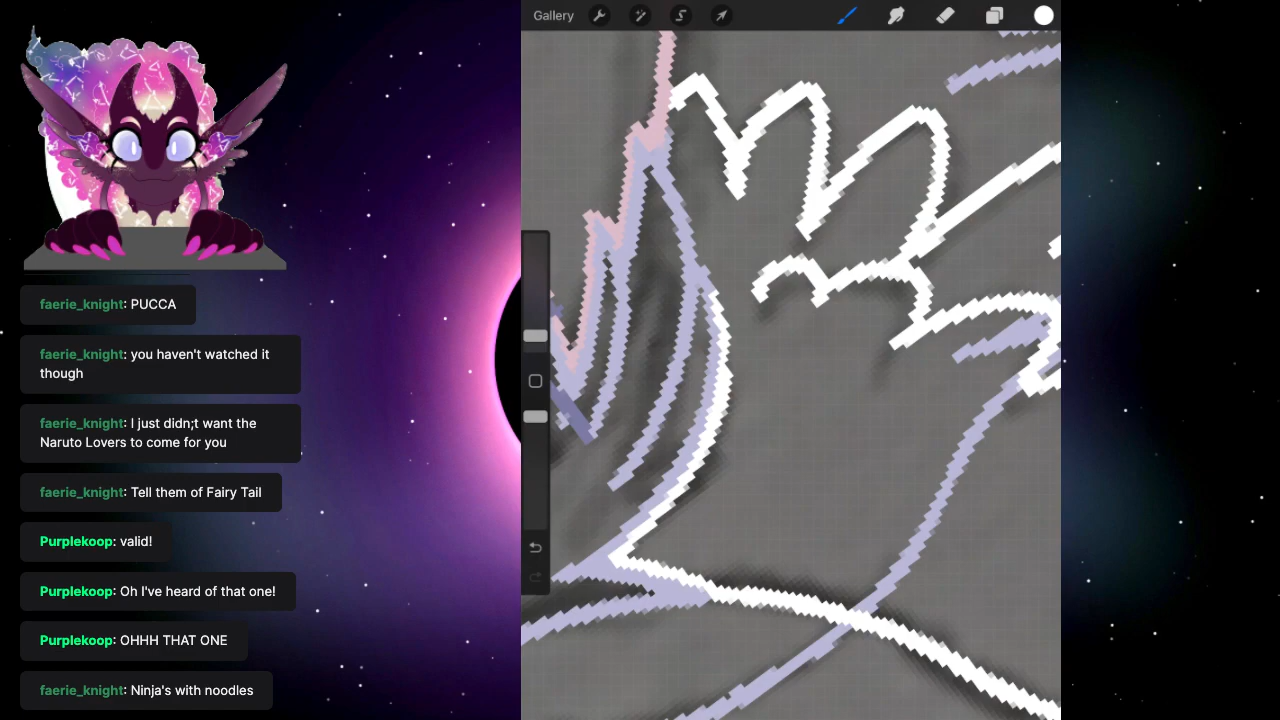 Gallery
faerie_knight: PUCCA
faerie_knight: you haven't watched it
though
faerie_knight: I just didn;t want the
Naruto Lovers to come for you
faerie_knight: Tell them of Fairy Tail
Purplekoop: valid!
Purplekoop: Oh I've heard of that one!
Purplekoop: OHHH THAT ONE
faerie_knight: Ninja's with noodles